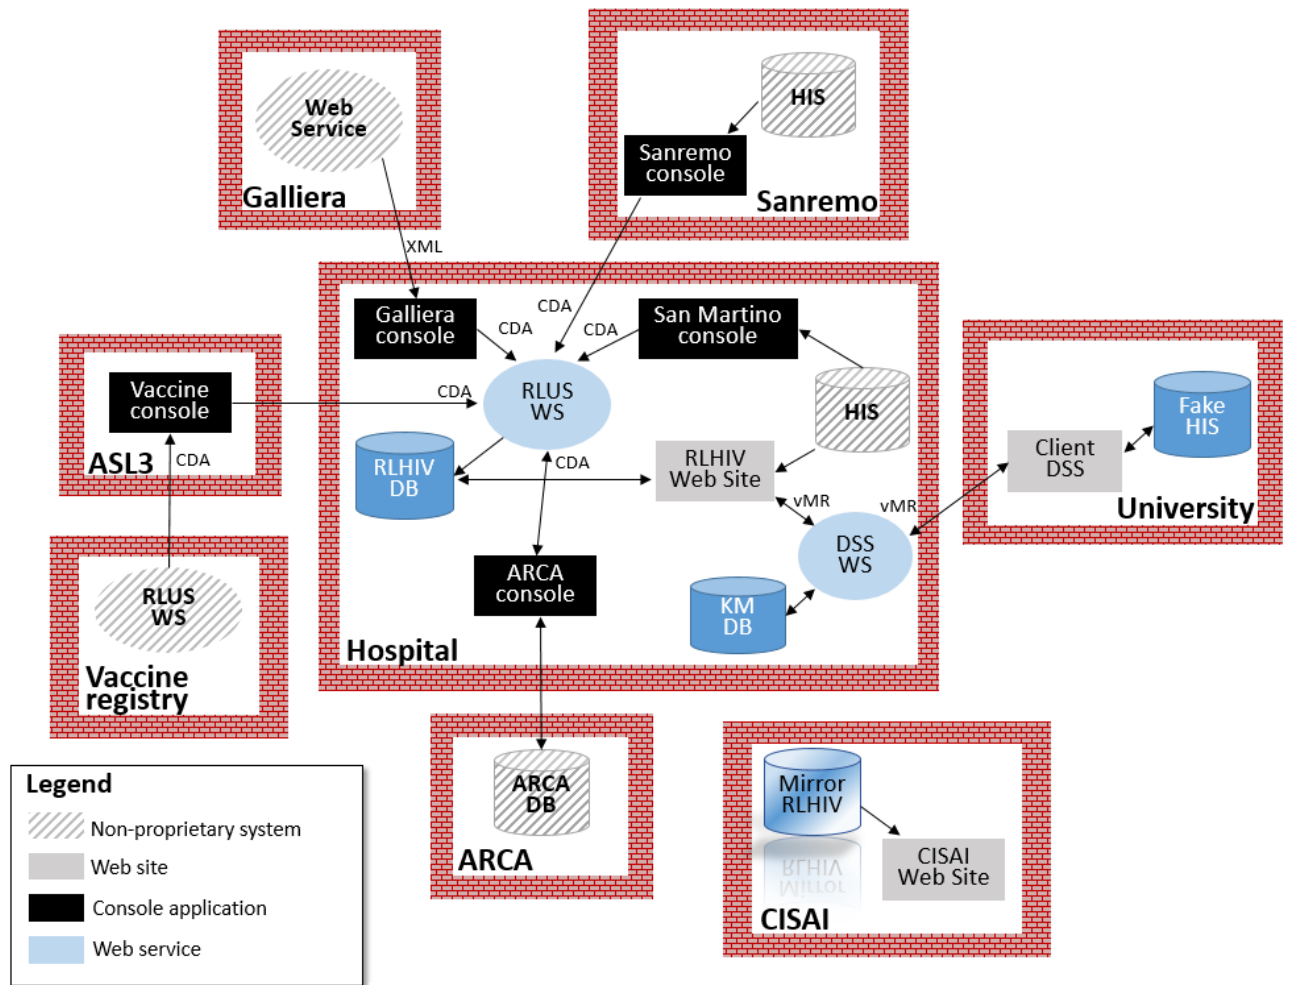 Web
Service
Galliera
HIS
Sanremo
console
Sanremo
XML
CDA
Galliera
console
CDA
CDA
San Martino
console
RLUS
WS
HIS
Vaccine
console
CDA
ASL3
CDA
RLHIV
DB
CDA
RLHIV
Web Site
vMR
vMR
DSS
WS
Client
DSS
Fake
HIS
University
ARCA
console
KM
DB
Hospital
RLUS
WS
Vaccine
registry
ARCA
DB
ARCA
Mirror
RLHIV
RLHIV
Mirror
CISAI
Web Site
CISAI
Legend
Non-proprietary system
Web site
Console application
Web service